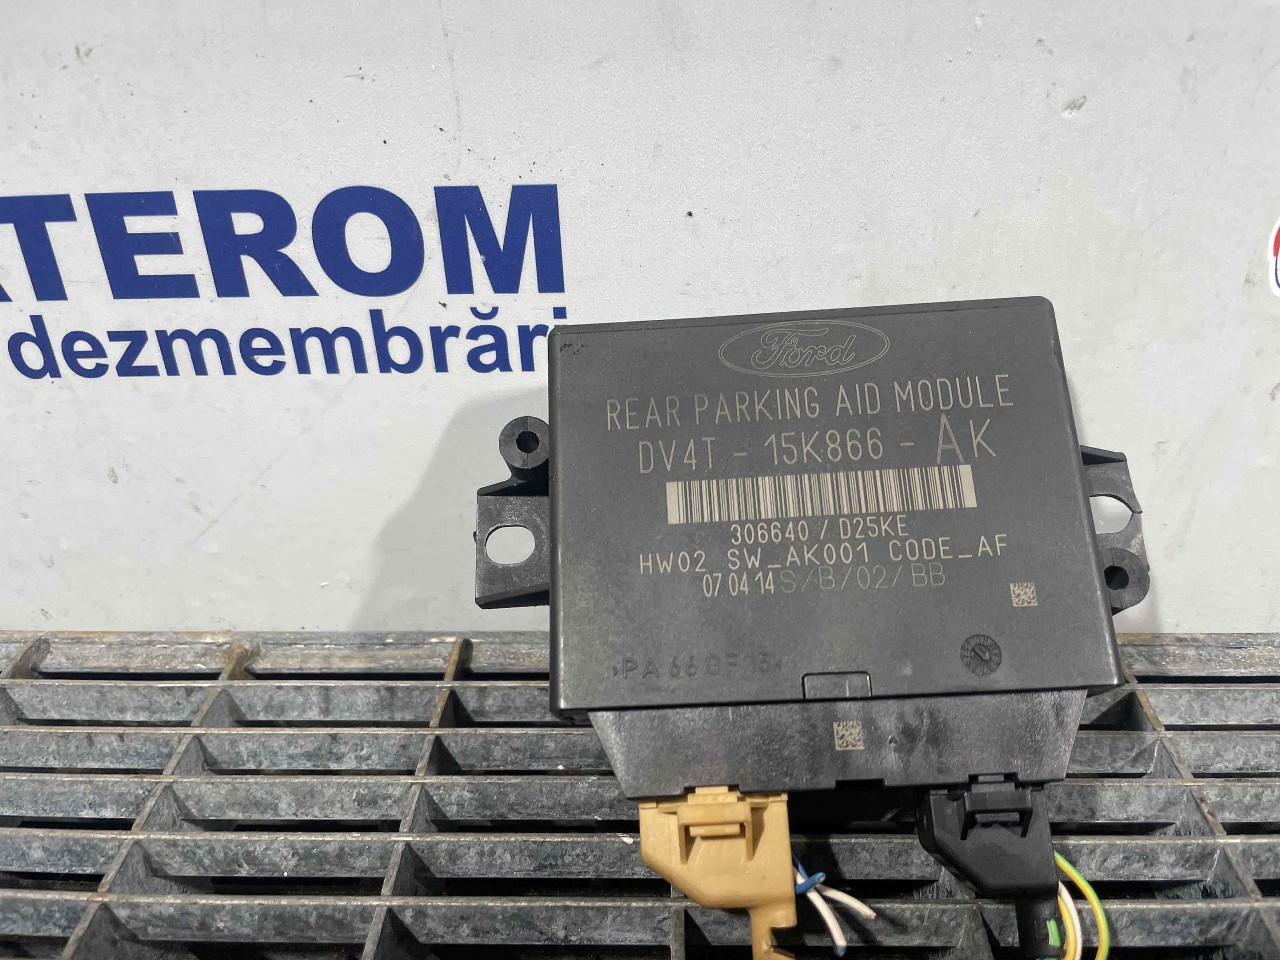 TEROM
dezmembrări
Ford
REAR PARKING AID MODULE
DV4T - 15K866 - AK
306640 / D25KE
HW02 SW_AK001 CODE_AF
07 04 14 S/B/02/BB